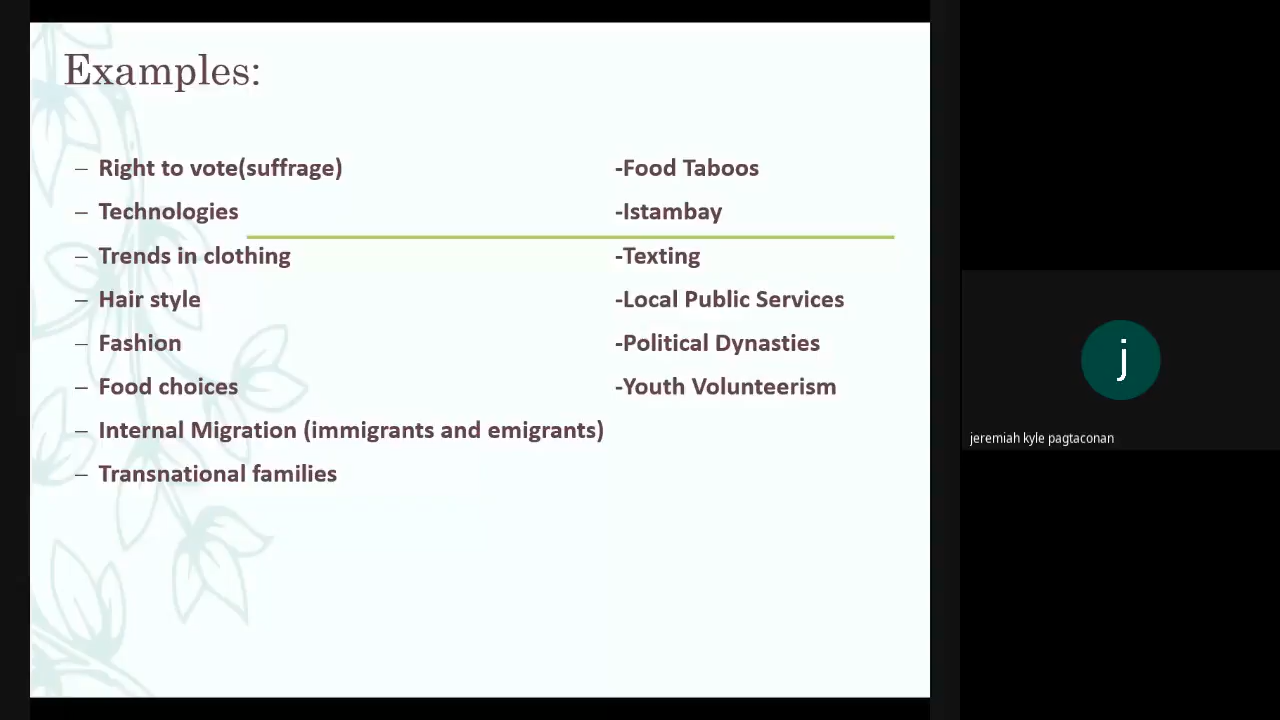 Examples:
– Right to vote(suffrage)
– Technologies
– Trends in clothing
– Hair style
– Fashion
– Food choices
– Internal Migration (immigrants and emigrants)
– Transnational families
-Food Taboos
-Istambay
-Texting
-Local Public Services
-Political Dynasties
-Youth Volunteerism
j
jeremiah kyle pagtaconan